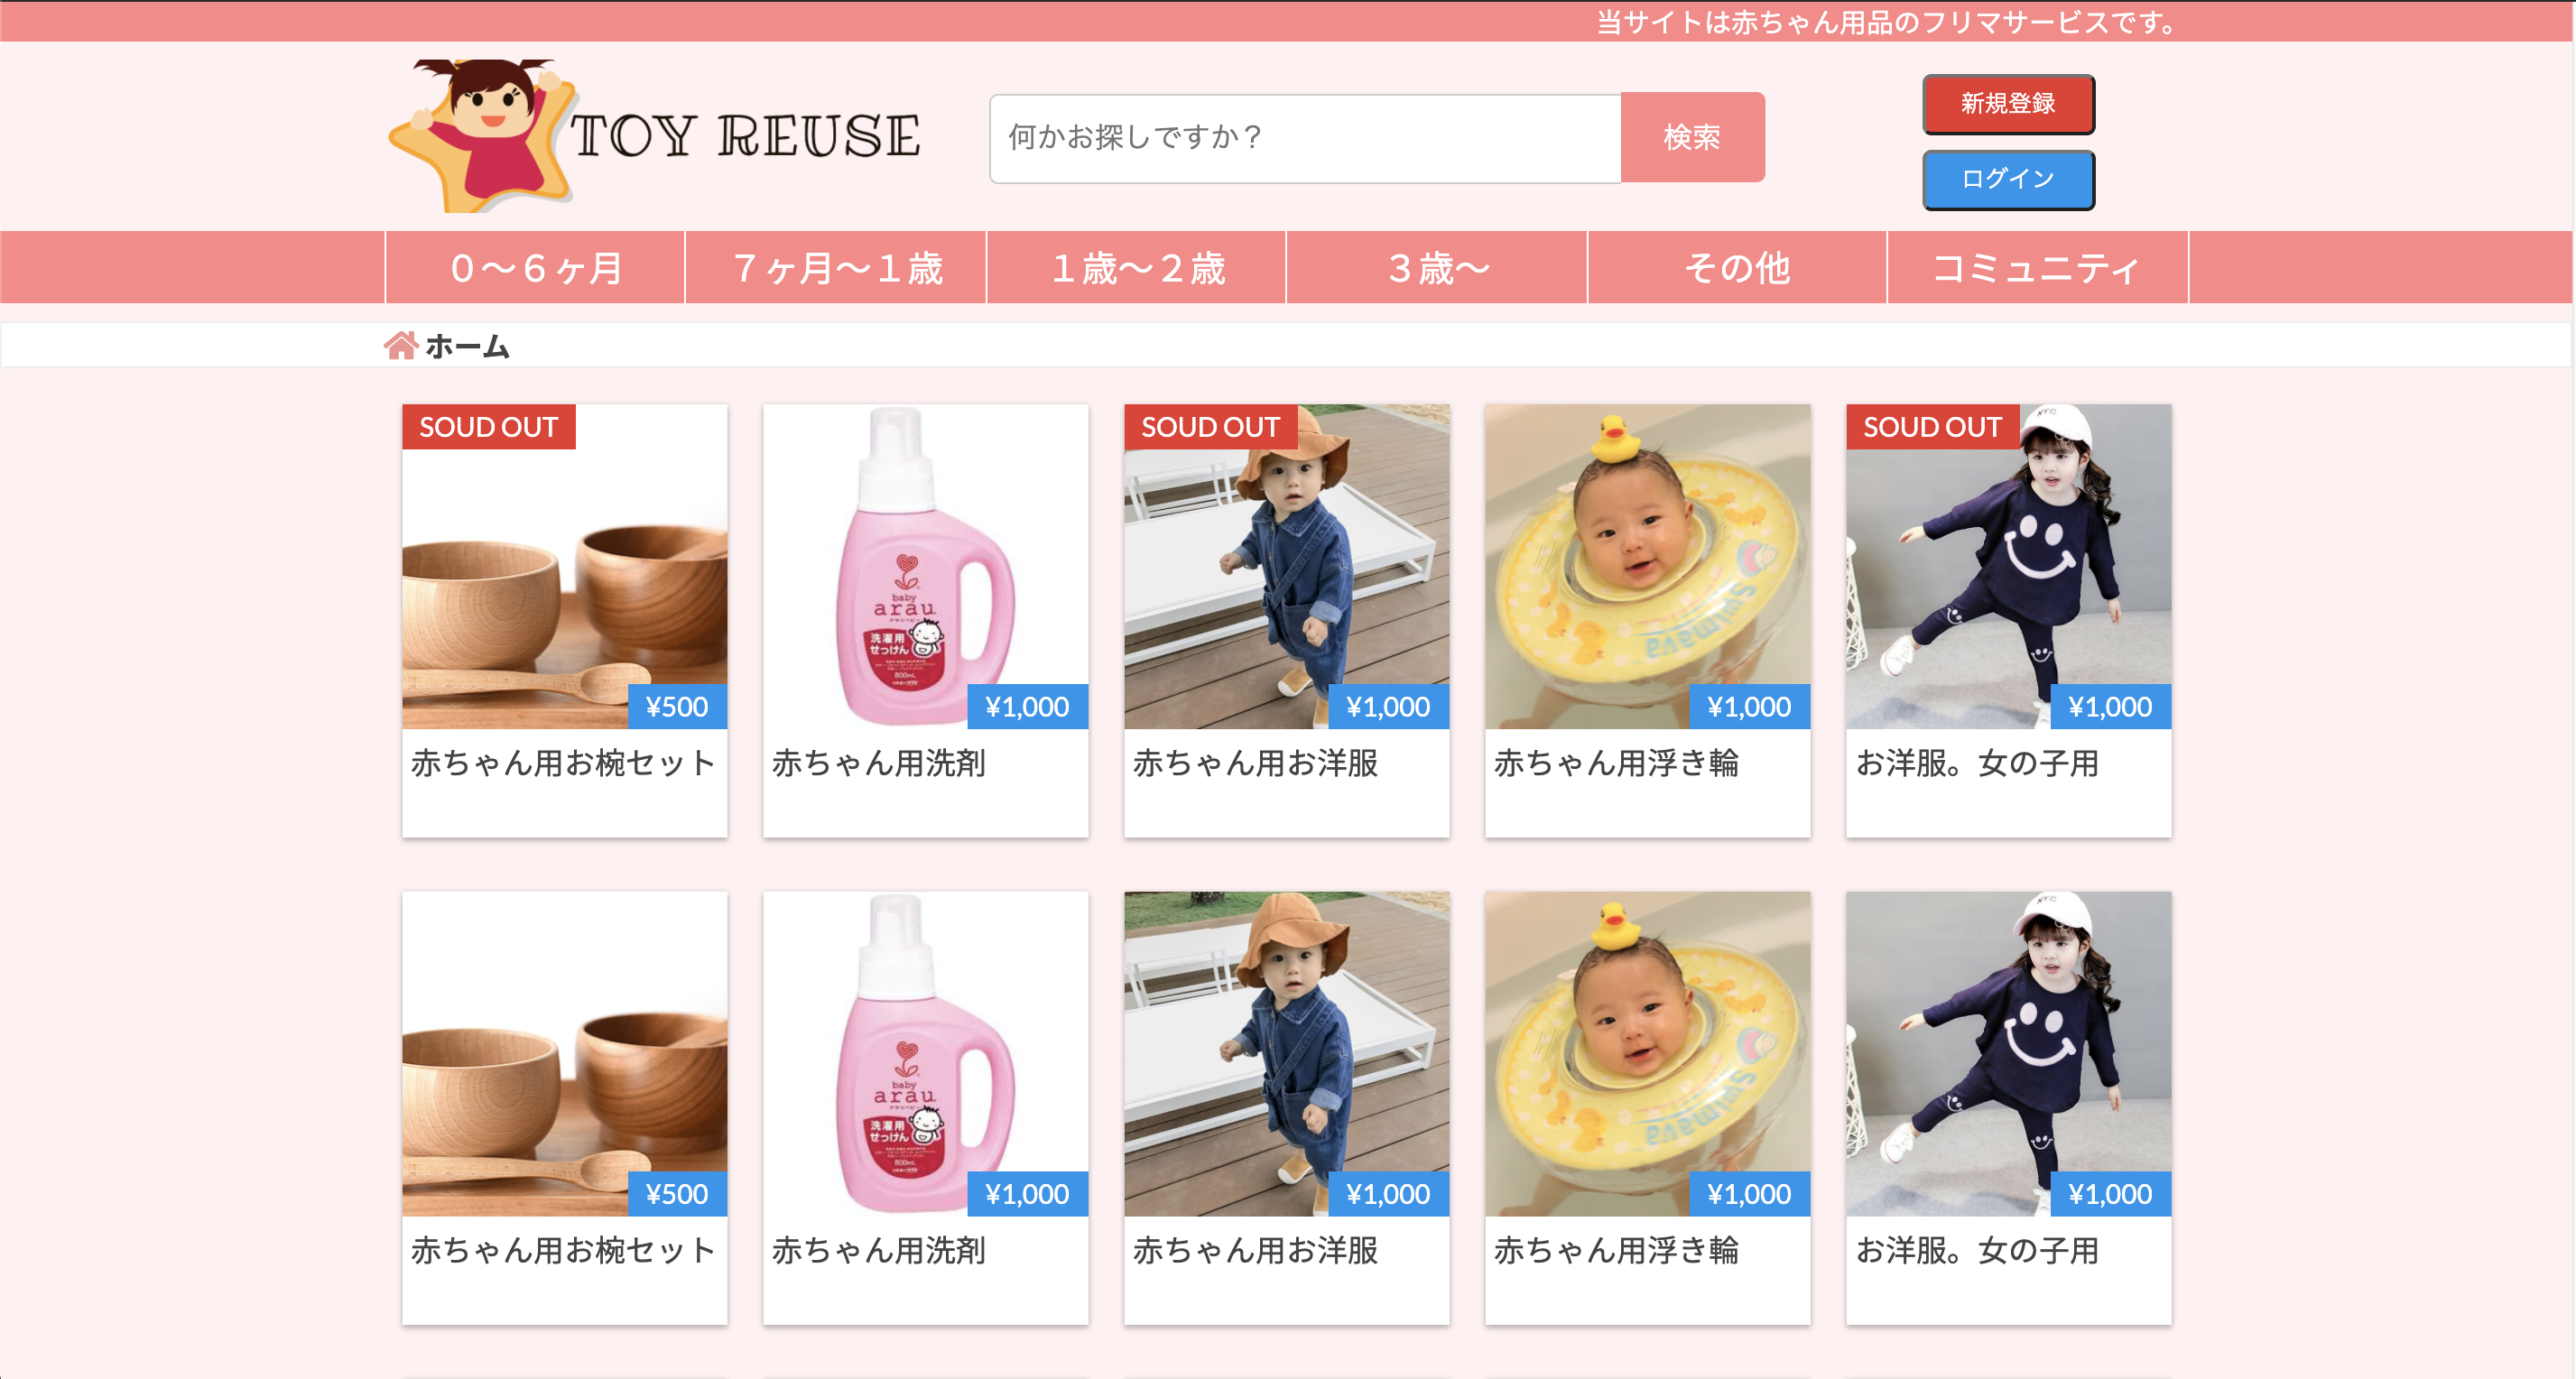 当サイトは赤ちゃん用品のフリマサービスです。
TOY REUSE
何かお探しですか？
検索
新規登録
ログイン
０〜６ヶ月
７ヶ月〜１歳
１歳〜２歳
３歳〜
その他
コミュニティ
ホーム
SOUD OUT
¥500
赤ちゃん用お椀セット
baby
arau.
洗濯用
せっけん
800mL
¥1,000
赤ちゃん用洗剤
SOUD OUT
¥1,000
赤ちゃん用お洋服
Swimava
¥1,000
赤ちゃん用浮き輪
SOUD OUT
NYC
¥1,000
お洋服。女の子用
¥500
赤ちゃん用お椀セット
baby
arau.
洗濯用
せっけん
800mL
¥1,000
赤ちゃん用洗剤
¥1,000
赤ちゃん用お洋服
Swimava
¥1,000
赤ちゃん用浮き輪
NYC
¥1,000
お洋服。女の子用